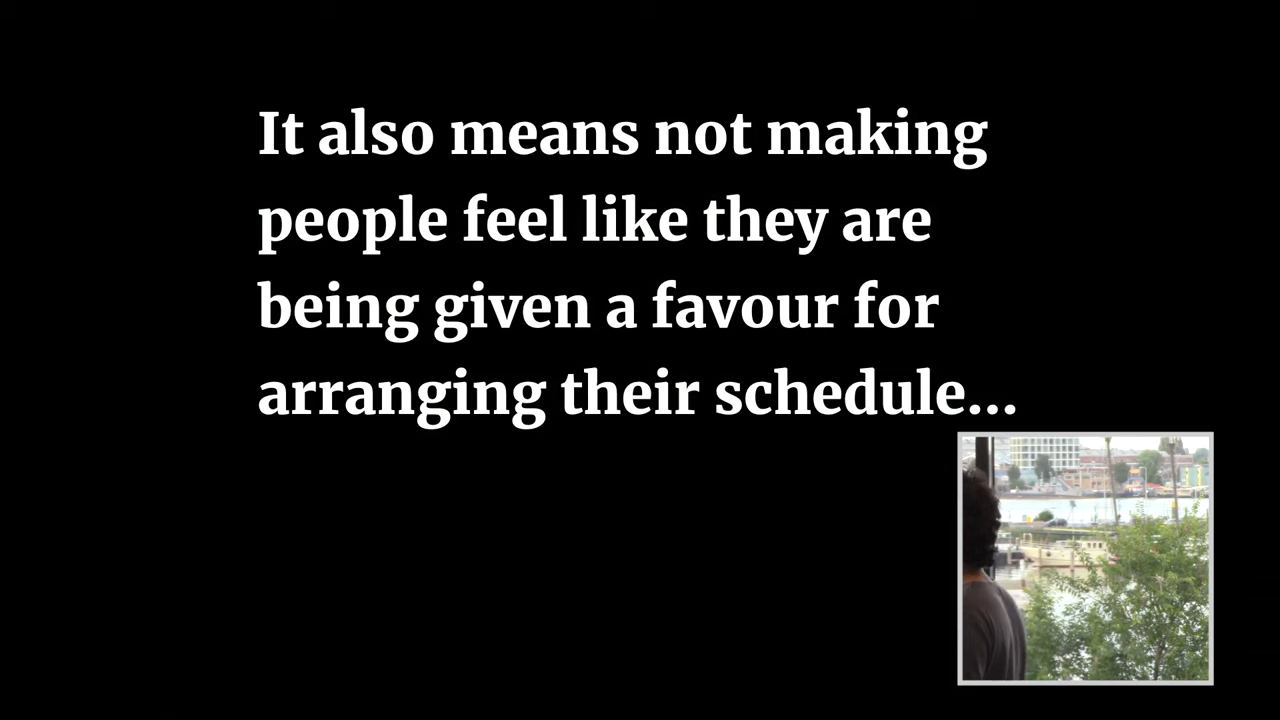 It also means not making
people feel like they are
being given a favour for
arranging their schedule...